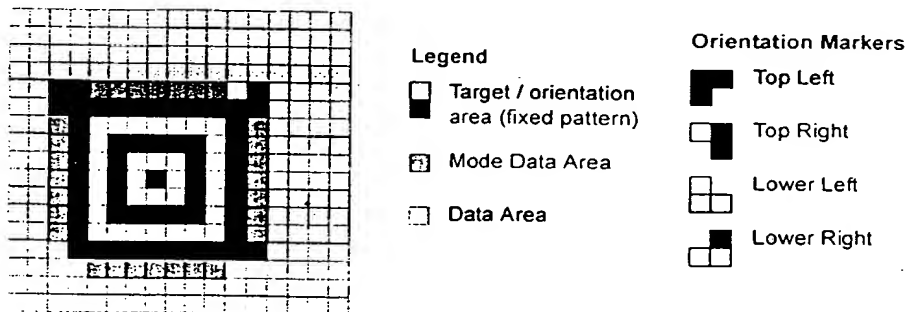 Legend
Target / orientation
area (fixed pattern)
Mode Data Area
Data Area
Orientation Markers
Top Left
Top Right
Lower Left
Lower Right